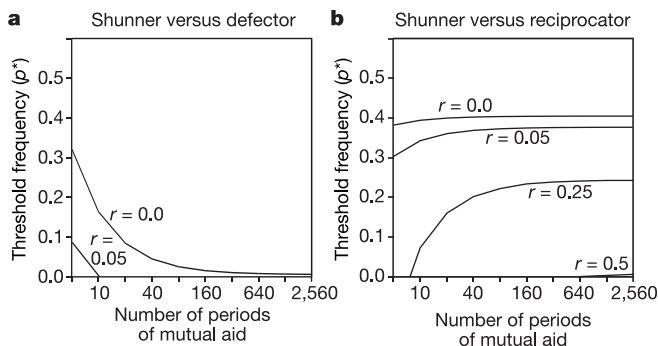 a Shunner versus defector
Threshold frequency (p*)
0.5
0.4
0.3
0.2
0.1
0.0
r = 0.0
r =
0.05
10 40 160 640 2,560
Number of periods
of mutual aid
b Shunner versus reciprocator
Threshold frequency (p*)
0.5
0.4
0.3
0.2
0.1
0.0
r = 0.0
r = 0.05
r = 0.25
r = 0.5
10 40 160 640 2,560
Number of periods
of mutual aid